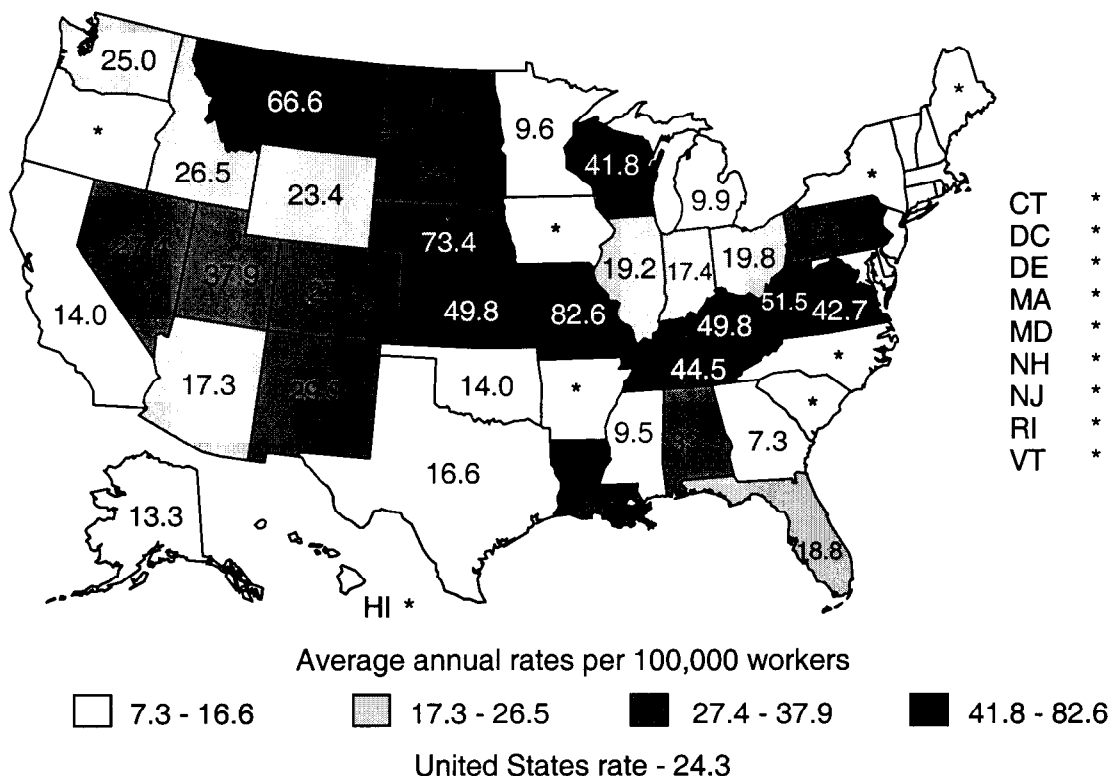 25.0
66.6
*
9.6
*
41.8
26.5
23.4
*
9.9
CT *
DC *
DE *
MA *
MD *
NH *
NJ *
RI *
VT *
73.4
*
37.9
19.2
17.4
19.8
14.0
49.8
82.6
51.5
42.7
49.8
44.5
*
17.3
14.0
*
*
9.5
7.3
16.6
13.3
18.8
HI *
Average annual rates per 100,000 workers
7.3 - 16.6
17.3 - 26.5
27.4 - 37.9
41.8 - 82.6
United States rate - 24.3